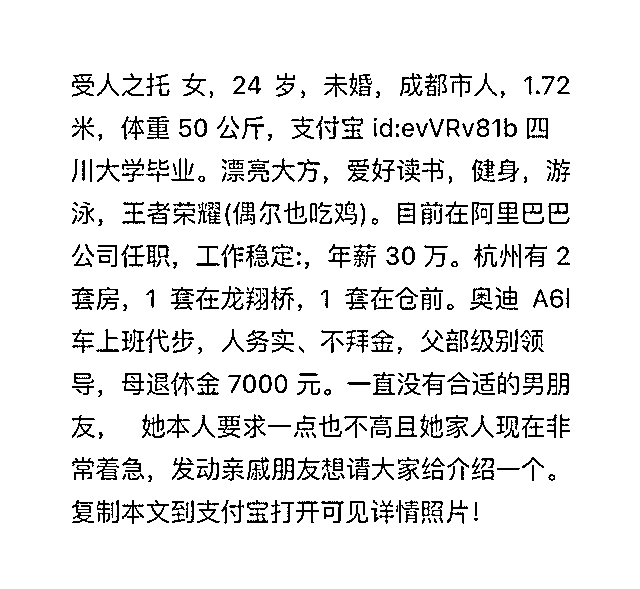 受人之托 女，24 岁，未婚，成都市人，1.72
米，体重 50 公斤，支付宝 id:evVRv81b 四
川大学毕业。漂亮大方，爱好读书，健身，游
泳，王者荣耀(偶尔也吃鸡)。目前在阿里巴巴
公司任职，工作稳定:，年薪 30 万。杭州有 2
套房，1 套在龙翔桥，1 套在仓前。奥迪 A6l
车上班代步，人务实、不拜金，父部级别领
导，母退休金 7000 元。一直没有合适的男朋
友， 她本人要求一点也不高且她家人现在非
常着急，发动亲戚朋友想请大家给介绍一个。
复制本文到支付宝打开可见详情照片！